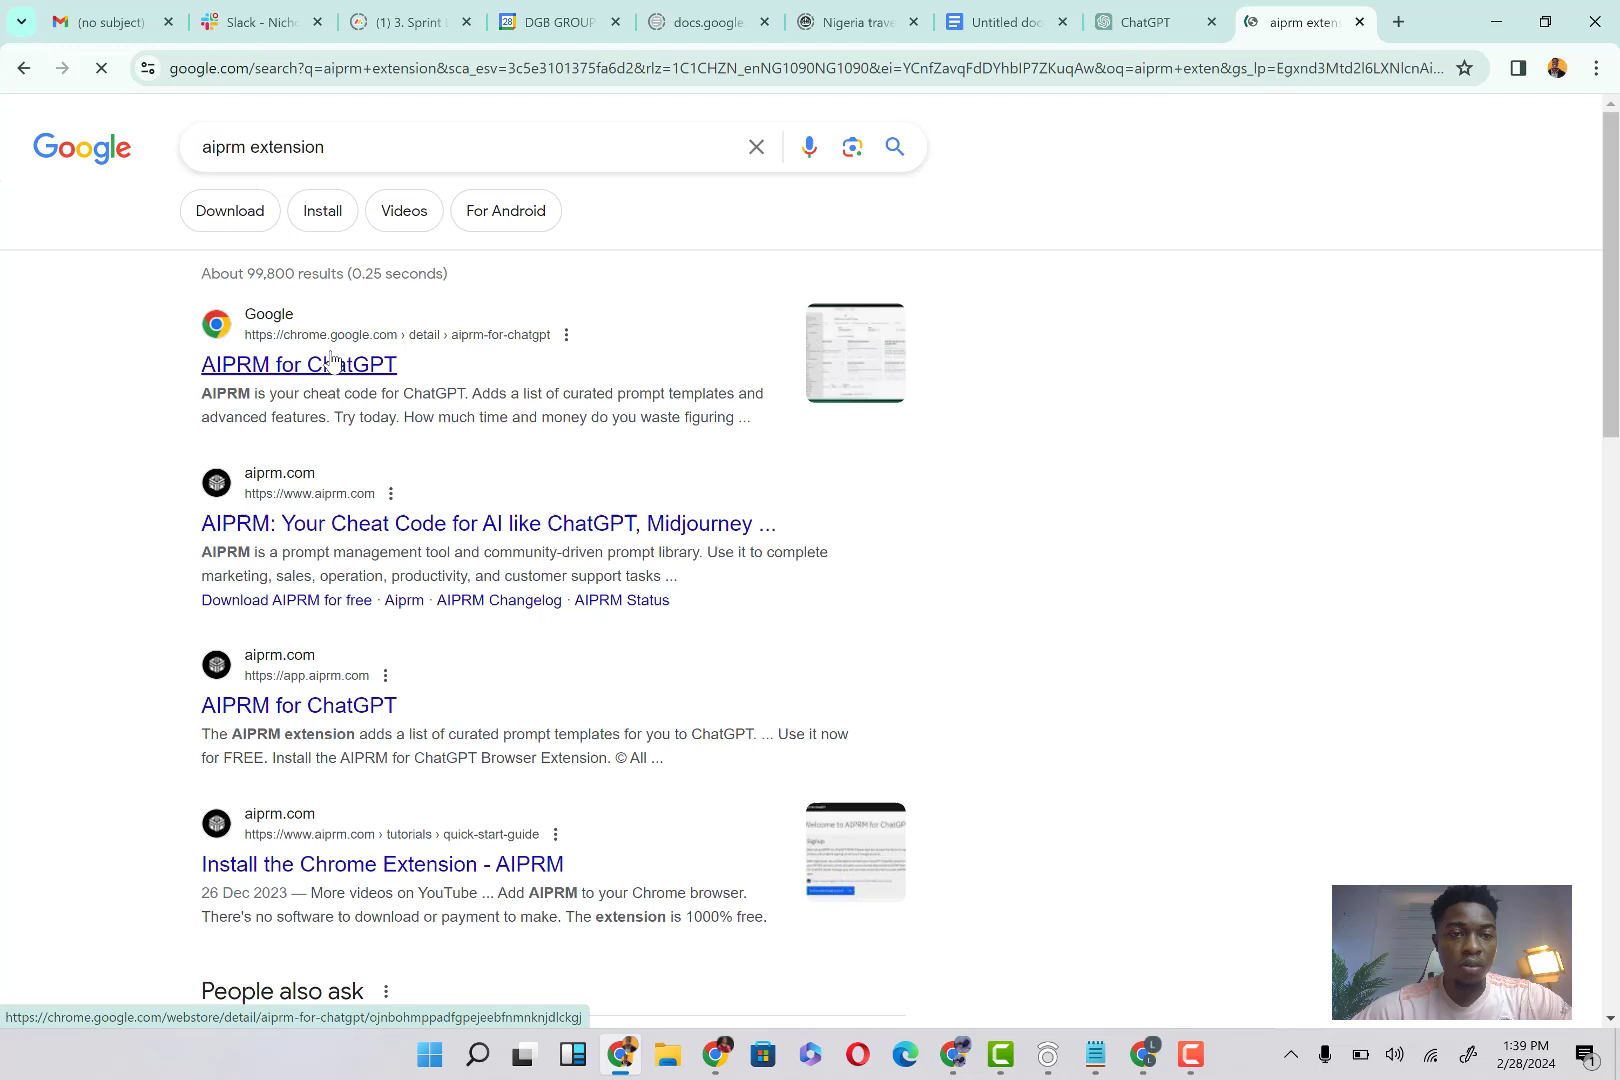 (no subject)
Slack - Nich
(1) 3. Sprint
DGB GROUP
docs.google.
Nigeria trave
Untitled doc
ChatGPT
aiprm exten
google.com/search?q=aiprm+extension&sca_esv=3c5e3101375fa6d2&rlz=1C1CHZN_enNG1090NG1090&ei=YCnfZavqFdDYhbIP7ZKuqAw&oq=aiprm+exten&gs_lp=Egxnd3Mtd2l6LXNlcnAi...
Google
aiprm extension
Download
Install
Videos
For Android
About 99,800 results (0.25 seconds)
Google
https://chrome.google.com › detail › aiprm-for-chatgpt
AIPRM for ChatGPT
AIPRM is your cheat code for ChatGPT. Adds a list of curated prompt templates and
advanced features. Try today. How much time and money do you waste figuring ...
aiprm.com
https://www.aiprm.com
AIPRM: Your Cheat Code for AI like ChatGPT, Midjourney ...
AIPRM is a prompt management tool and community-driven prompt library. Use it to complete
marketing, sales, operation, productivity, and customer support tasks ...
Download AIPRM for free · Aiprm · AIPRM Changelog · AIPRM Status
aiprm.com
https://app.aiprm.com
AIPRM for ChatGPT
The AIPRM extension adds a list of curated prompt templates for you to ChatGPT. ... Use it now
for FREE. Install the AIPRM for ChatGPT Browser Extension. © All ...
aiprm.com
https://www.aiprm.com › tutorials › quick-start-guide
Install the Chrome Extension - AIPRM
26 Dec 2023 — More videos on YouTube ... Add AIPRM to your Chrome browser.
There's no software to download or payment to make. The extension is 1000% free.
Welcome to AIPRM for ChatGP
Signup
People also ask
https://chrome.google.com/webstore/detail/aiprm-for-chatgpt/ojnbohmppadfgpejeebfnmnknjdlckgj
1:39 PM
2/28/2024